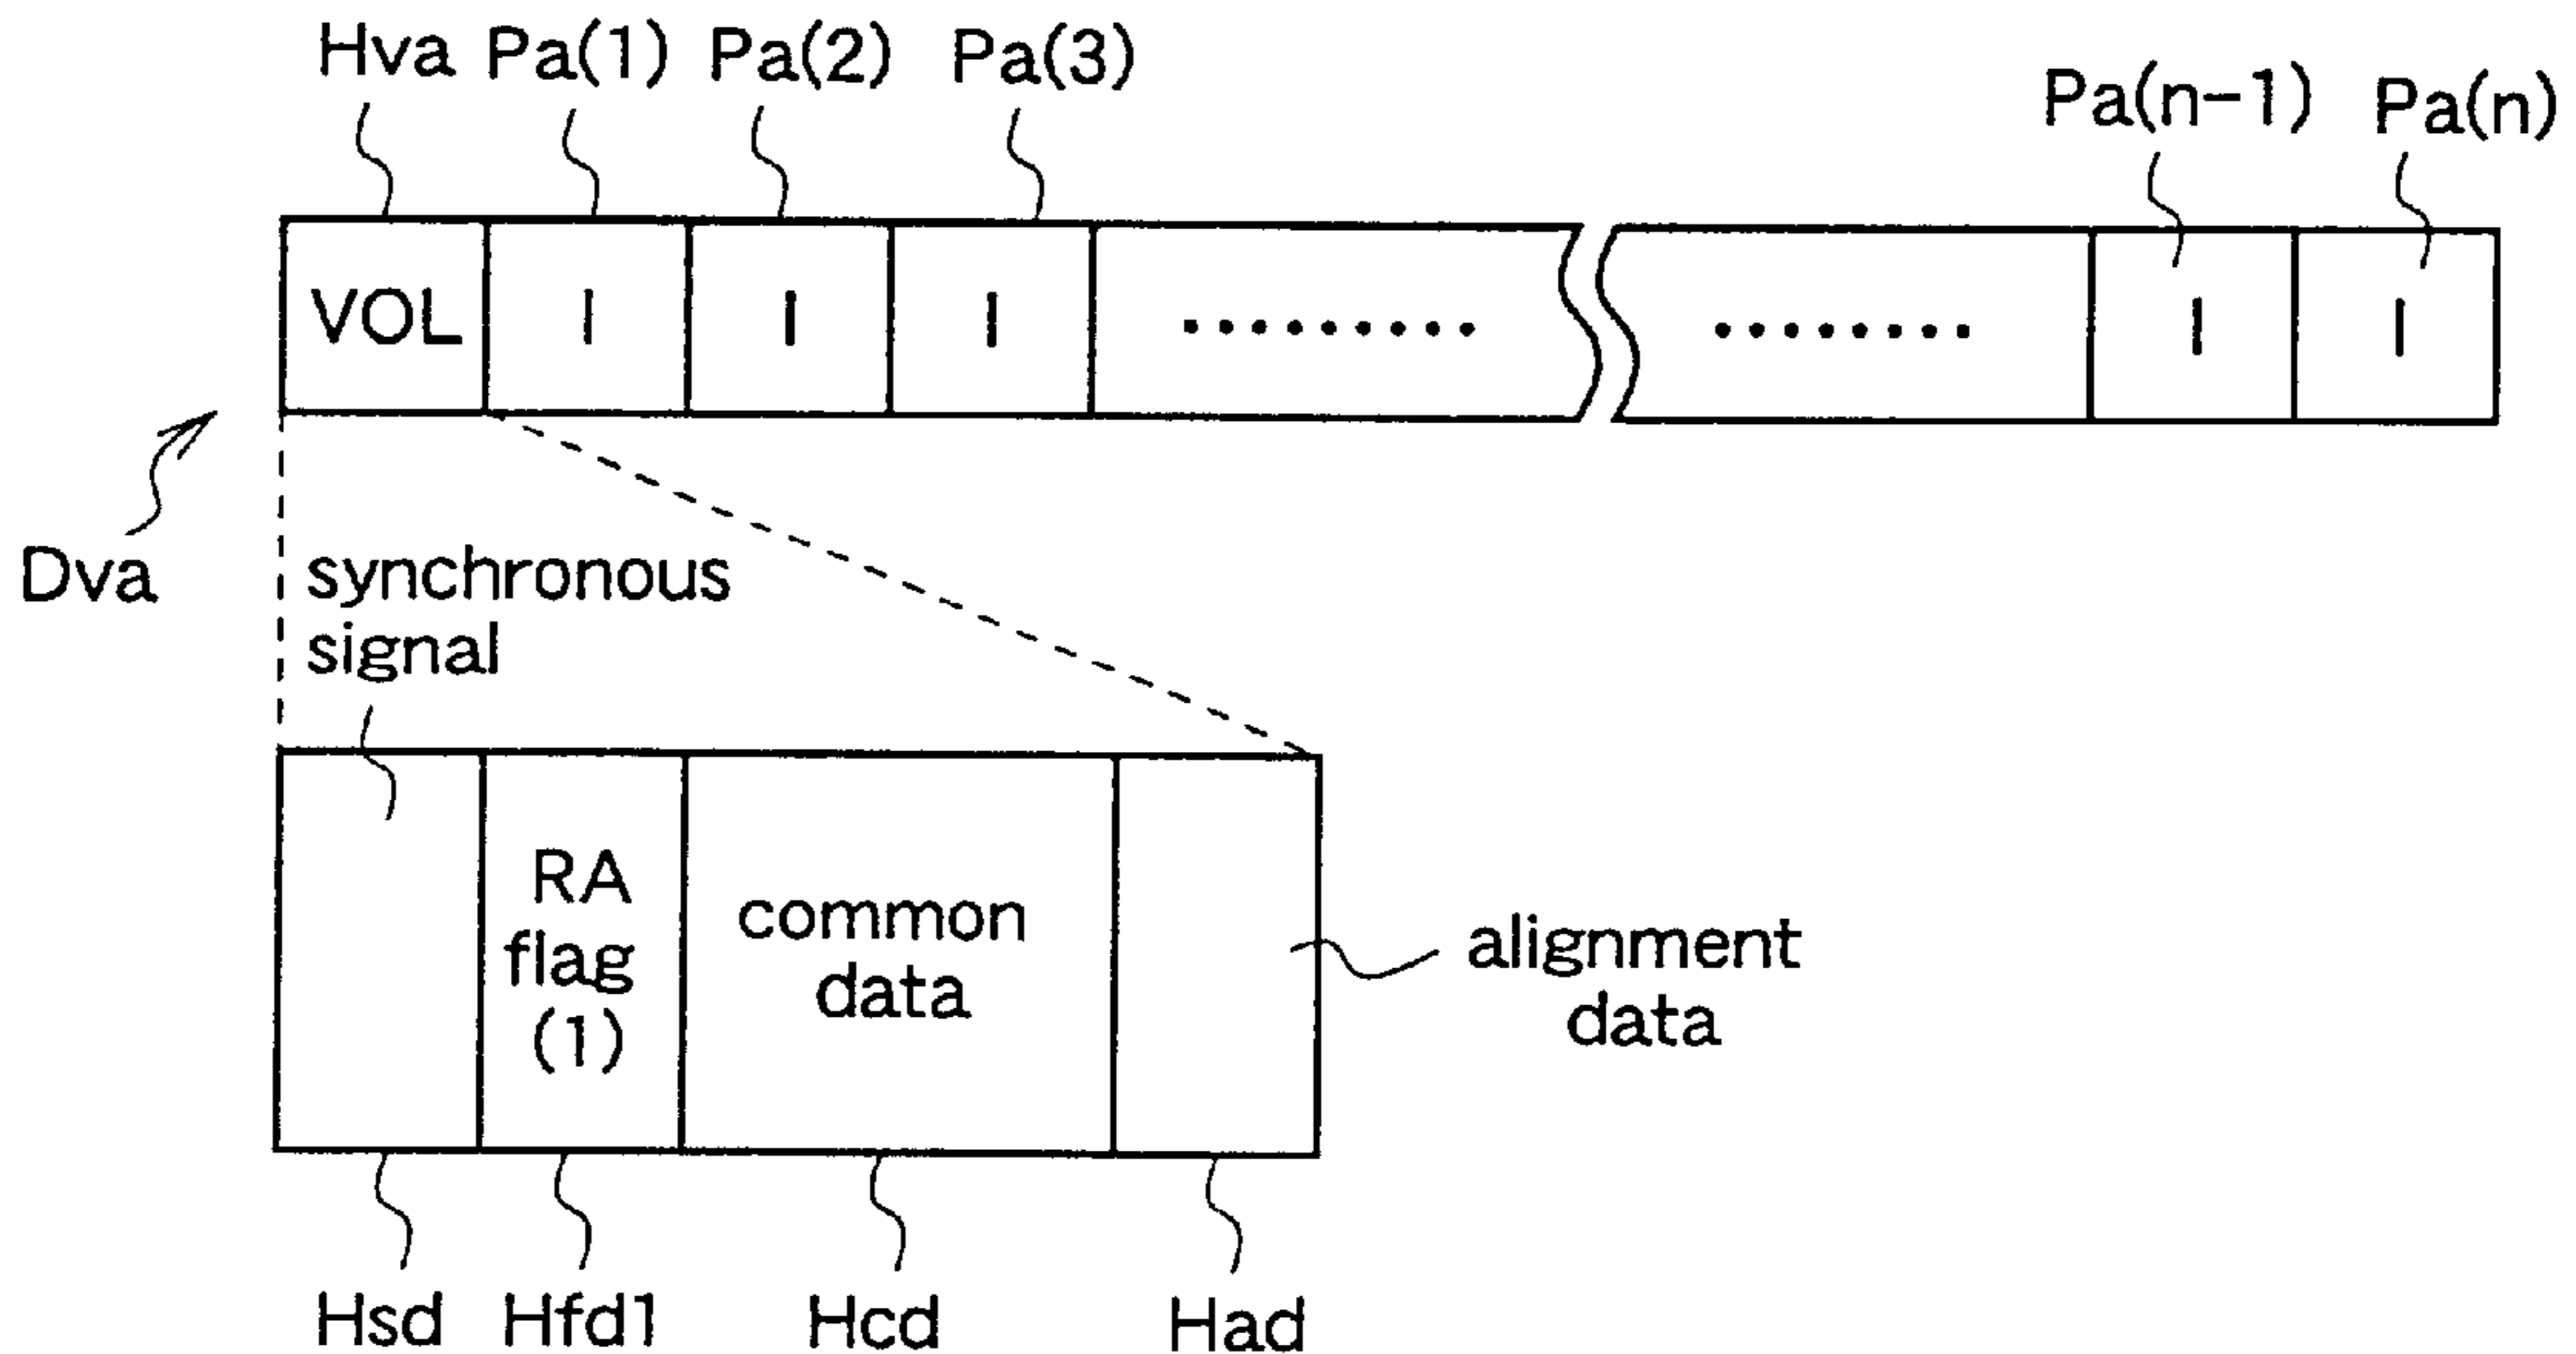 Hva Pa(1) Pa(2) Pa(3) Pa(n-1) Pa(n)
VOL I I I ......... ........ I I
Dva
synchronous
signal
RA
flag
(1)
common
data
alignment
data
Hsd Hfd1 Hcd Had